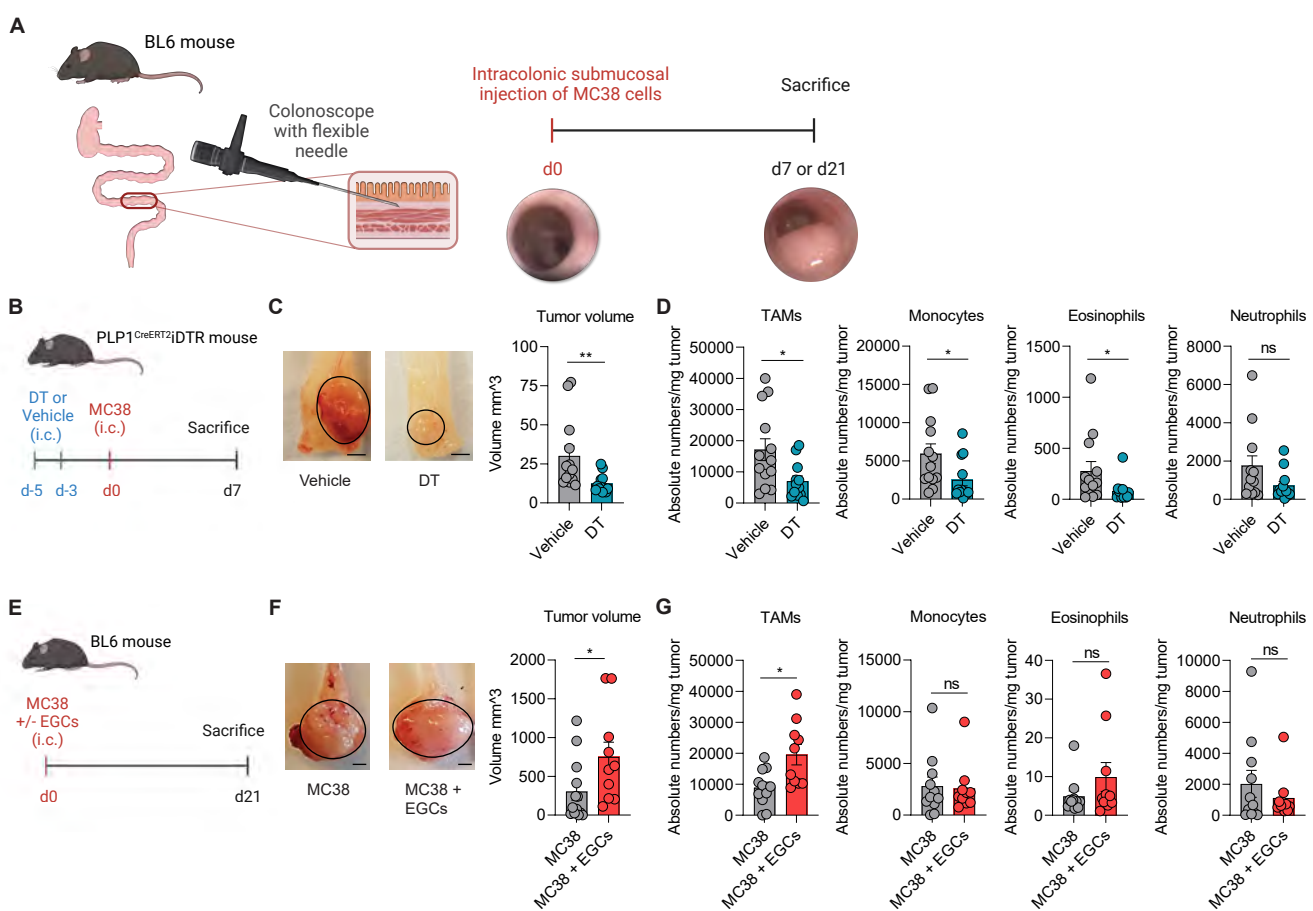 A
BL6 mouse
Colonoscope
with flexible
needle
Intracolonic submucosal
injection of MC38 cells
Sacrifice
d0
d7 or d21
B
PLP1CreERT2iDTR mouse
DT or
Vehicle
(i.c.)
MC38
(i.c.)
Sacrifice
d-5
d-3
d0
d7
C
Vehicle
DT
Tumor volume
Volume mm^3
100
75
50
25
0
**
Vehicle
DT
D
TAMs
Absolute numbers/mg tumor
50000
40000
30000
20000
10000
0
*
Vehicle
DT
Monocytes
Absolute numbers/mg tumor
20000
15000
10000
5000
0
*
Vehicle
DT
Eosinophils
Absolute numbers/mg tumor
1500
1000
500
0
*
Vehicle
DT
Neutrophils
Absolute numbers/mg tumor
8000
6000
4000
2000
0
ns
Vehicle
DT
E
BL6 mouse
MC38
+/- EGCs
(i.c.)
Sacrifice
d0
d21
F
MC38
MC38 +
EGCs
Tumor volume
Volume mm^3
2000
1500
1000
500
0
*
MC38
MC38 + EGCs
G
TAMs
Absolute numbers/mg tumor
50000
40000
30000
20000
10000
0
*
MC38
MC38 + EGCs
Monocytes
Absolute numbers/mg tumor
15000
10000
5000
0
ns
MC38
MC38 + EGCs
Eosinophils
Absolute numbers/mg tumor
40
30
20
10
0
ns
MC38
MC38 + EGCs
Neutrophils
Absolute numbers/mg tumor
10000
8000
6000
4000
2000
0
ns
MC38
MC38 + EGCs